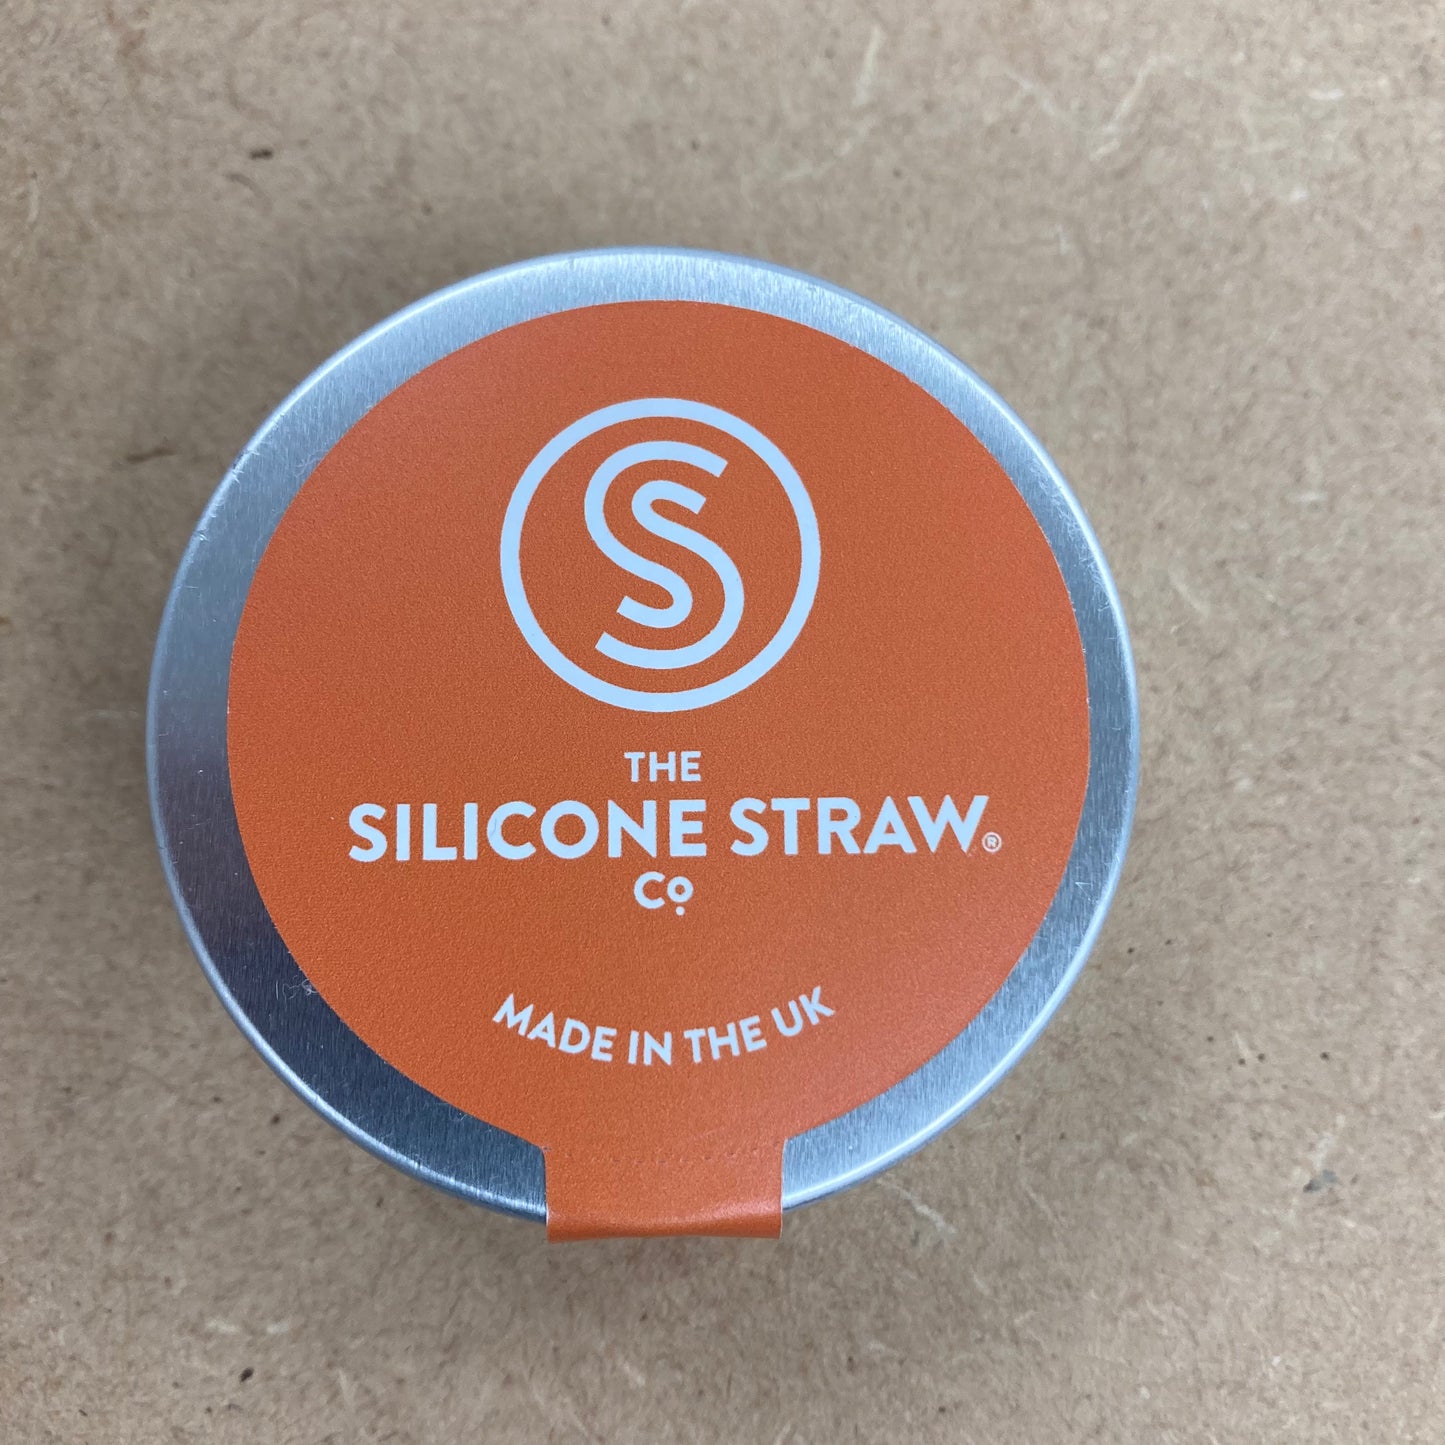 S
THE
SILICONE STRAW®
Co.
MADE IN THE UK